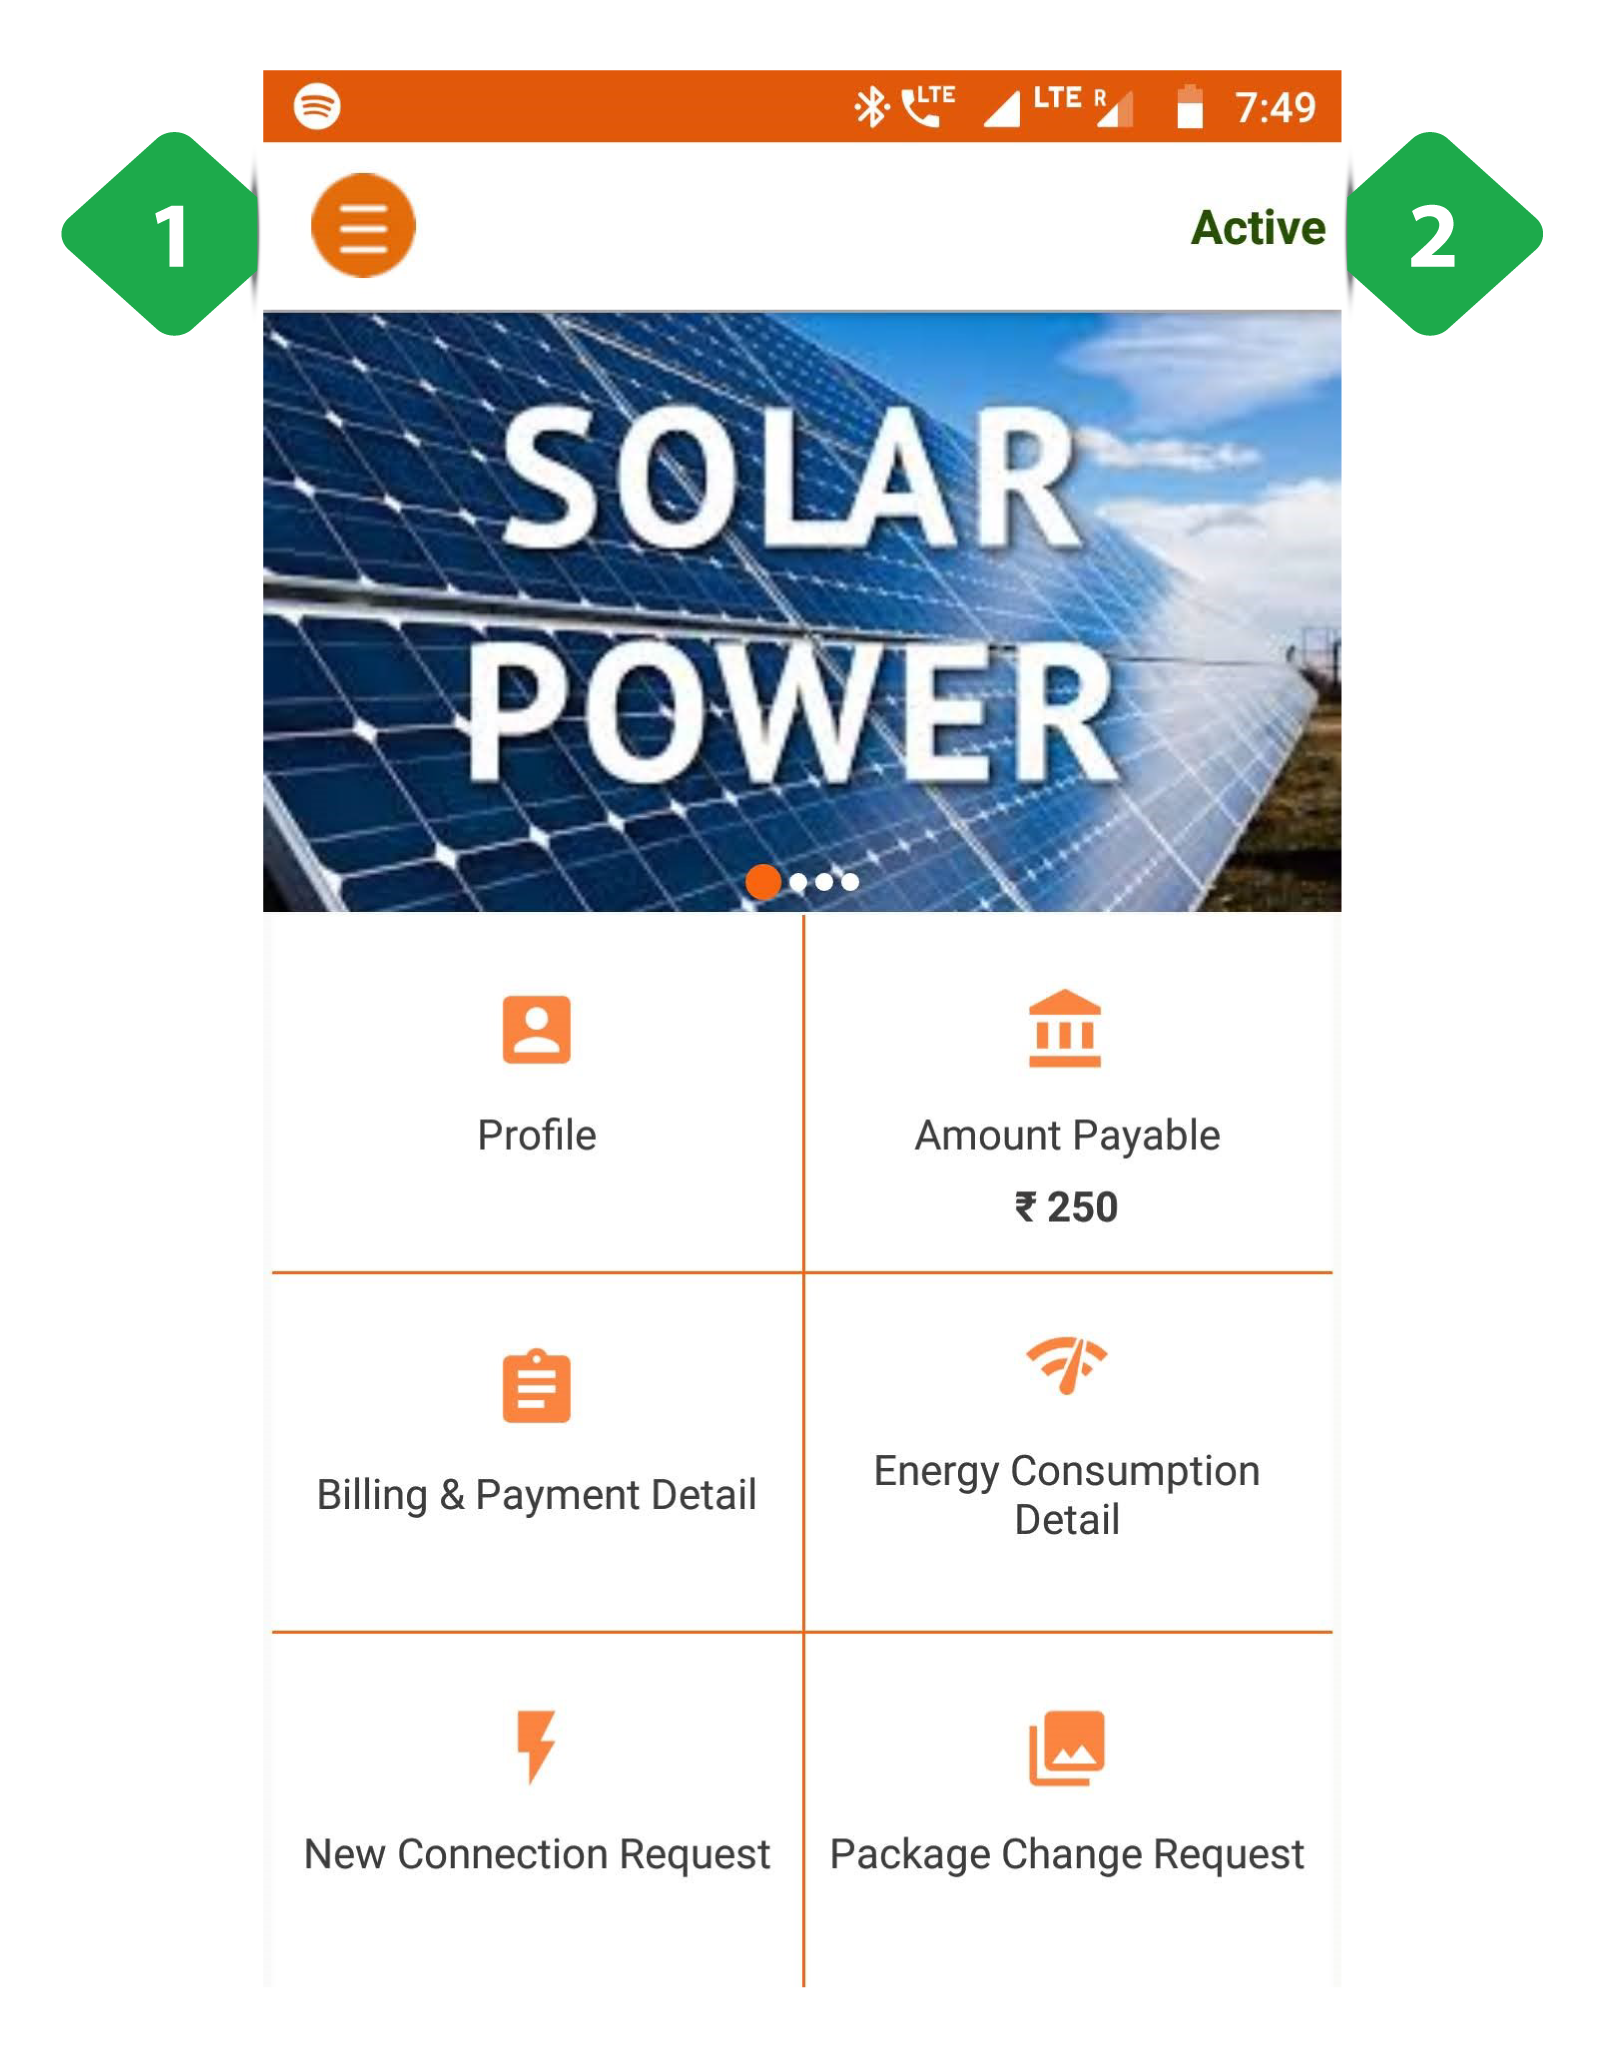 LTE LTE R 7:49
1
Active
2
SOLAR
POWER
Profile
Amount Payable
₹ 250
Billing & Payment Detail
Energy Consumption
Detail
New Connection Request
Package Change Request